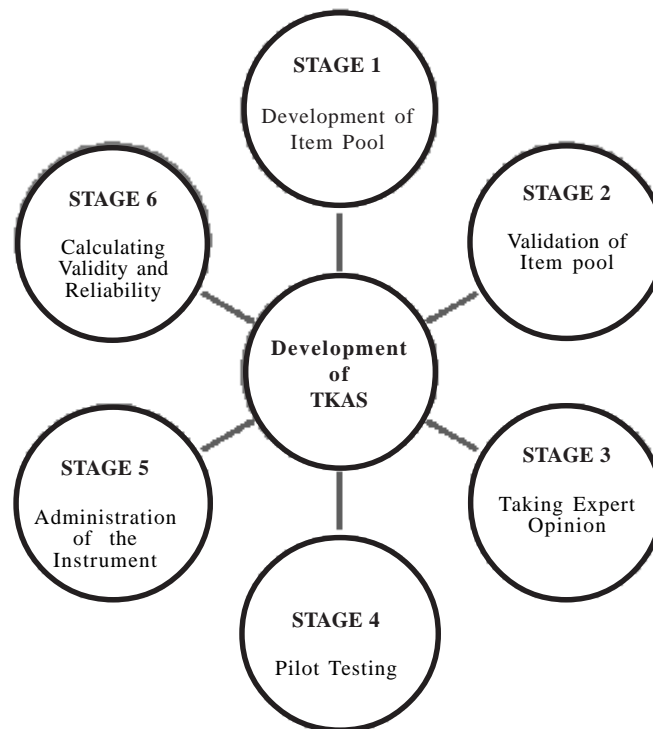 STAGE 1
Development of
Item Pool
STAGE 2
Validation of
Item pool
STAGE 3
Taking Expert
Opinion
STAGE 4
Pilot Testing
STAGE 5
Administration
of the
Instrument
STAGE 6
Calculating
Validity and
Reliability
Development
of
TKAS